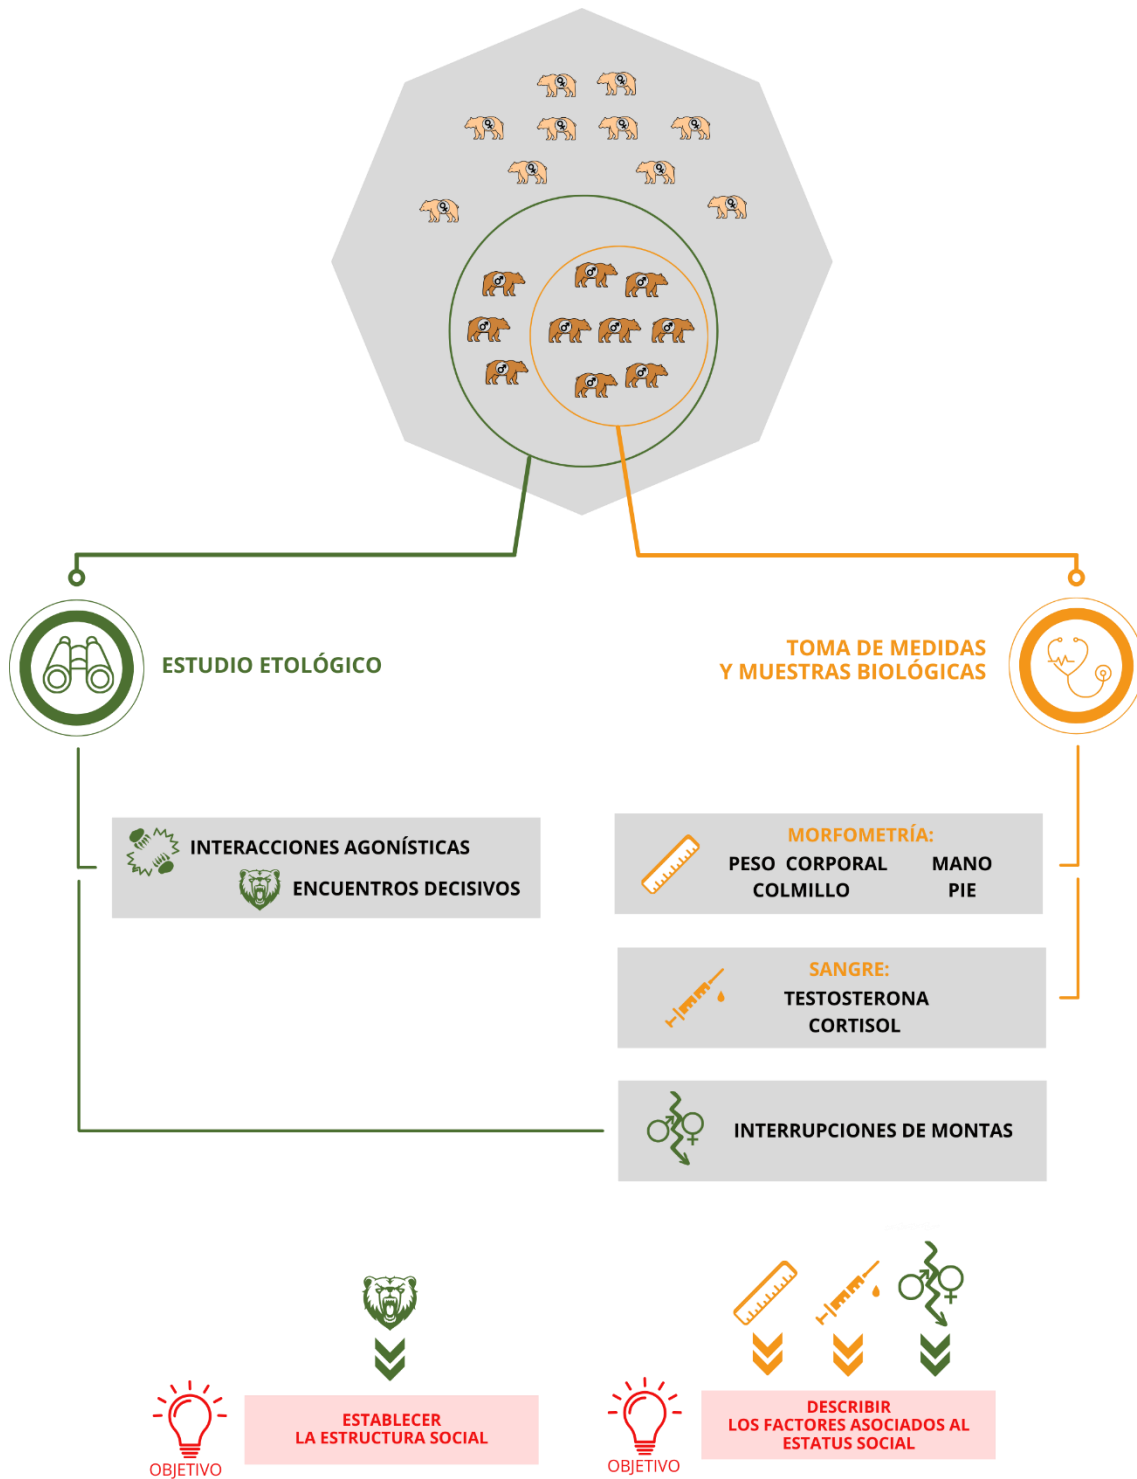 ESTUDIO ETOLÓGICO
TOMA DE MEDIDAS
Y MUESTRAS BIOLÓGICAS
INTERACCIONES AGONÍSTICAS
ENCUENTROS DECISIVOS
MORFOMETRÍA:
PESO CORPORAL MANO
COLMILLO PIE
SANGRE:
TESTOSTERONA
CORTISOL
INTERRUPCIONES DE MONTAS
OBJETIVO
ESTABLECER
LA ESTRUCTURA SOCIAL
OBJETIVO
DESCRIBIR
LOS FACTORES ASOCIADOS AL
ESTATUS SOCIAL